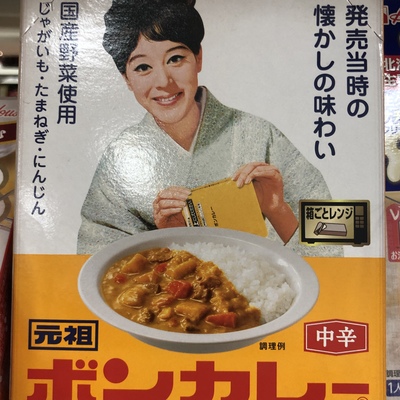 発売当時の
懐かしの味わい
国産野菜使用
じゃがいも・たまねぎ・にんじん
箱ごとレンジ
元祖
調理例
中辛
ボンカレー